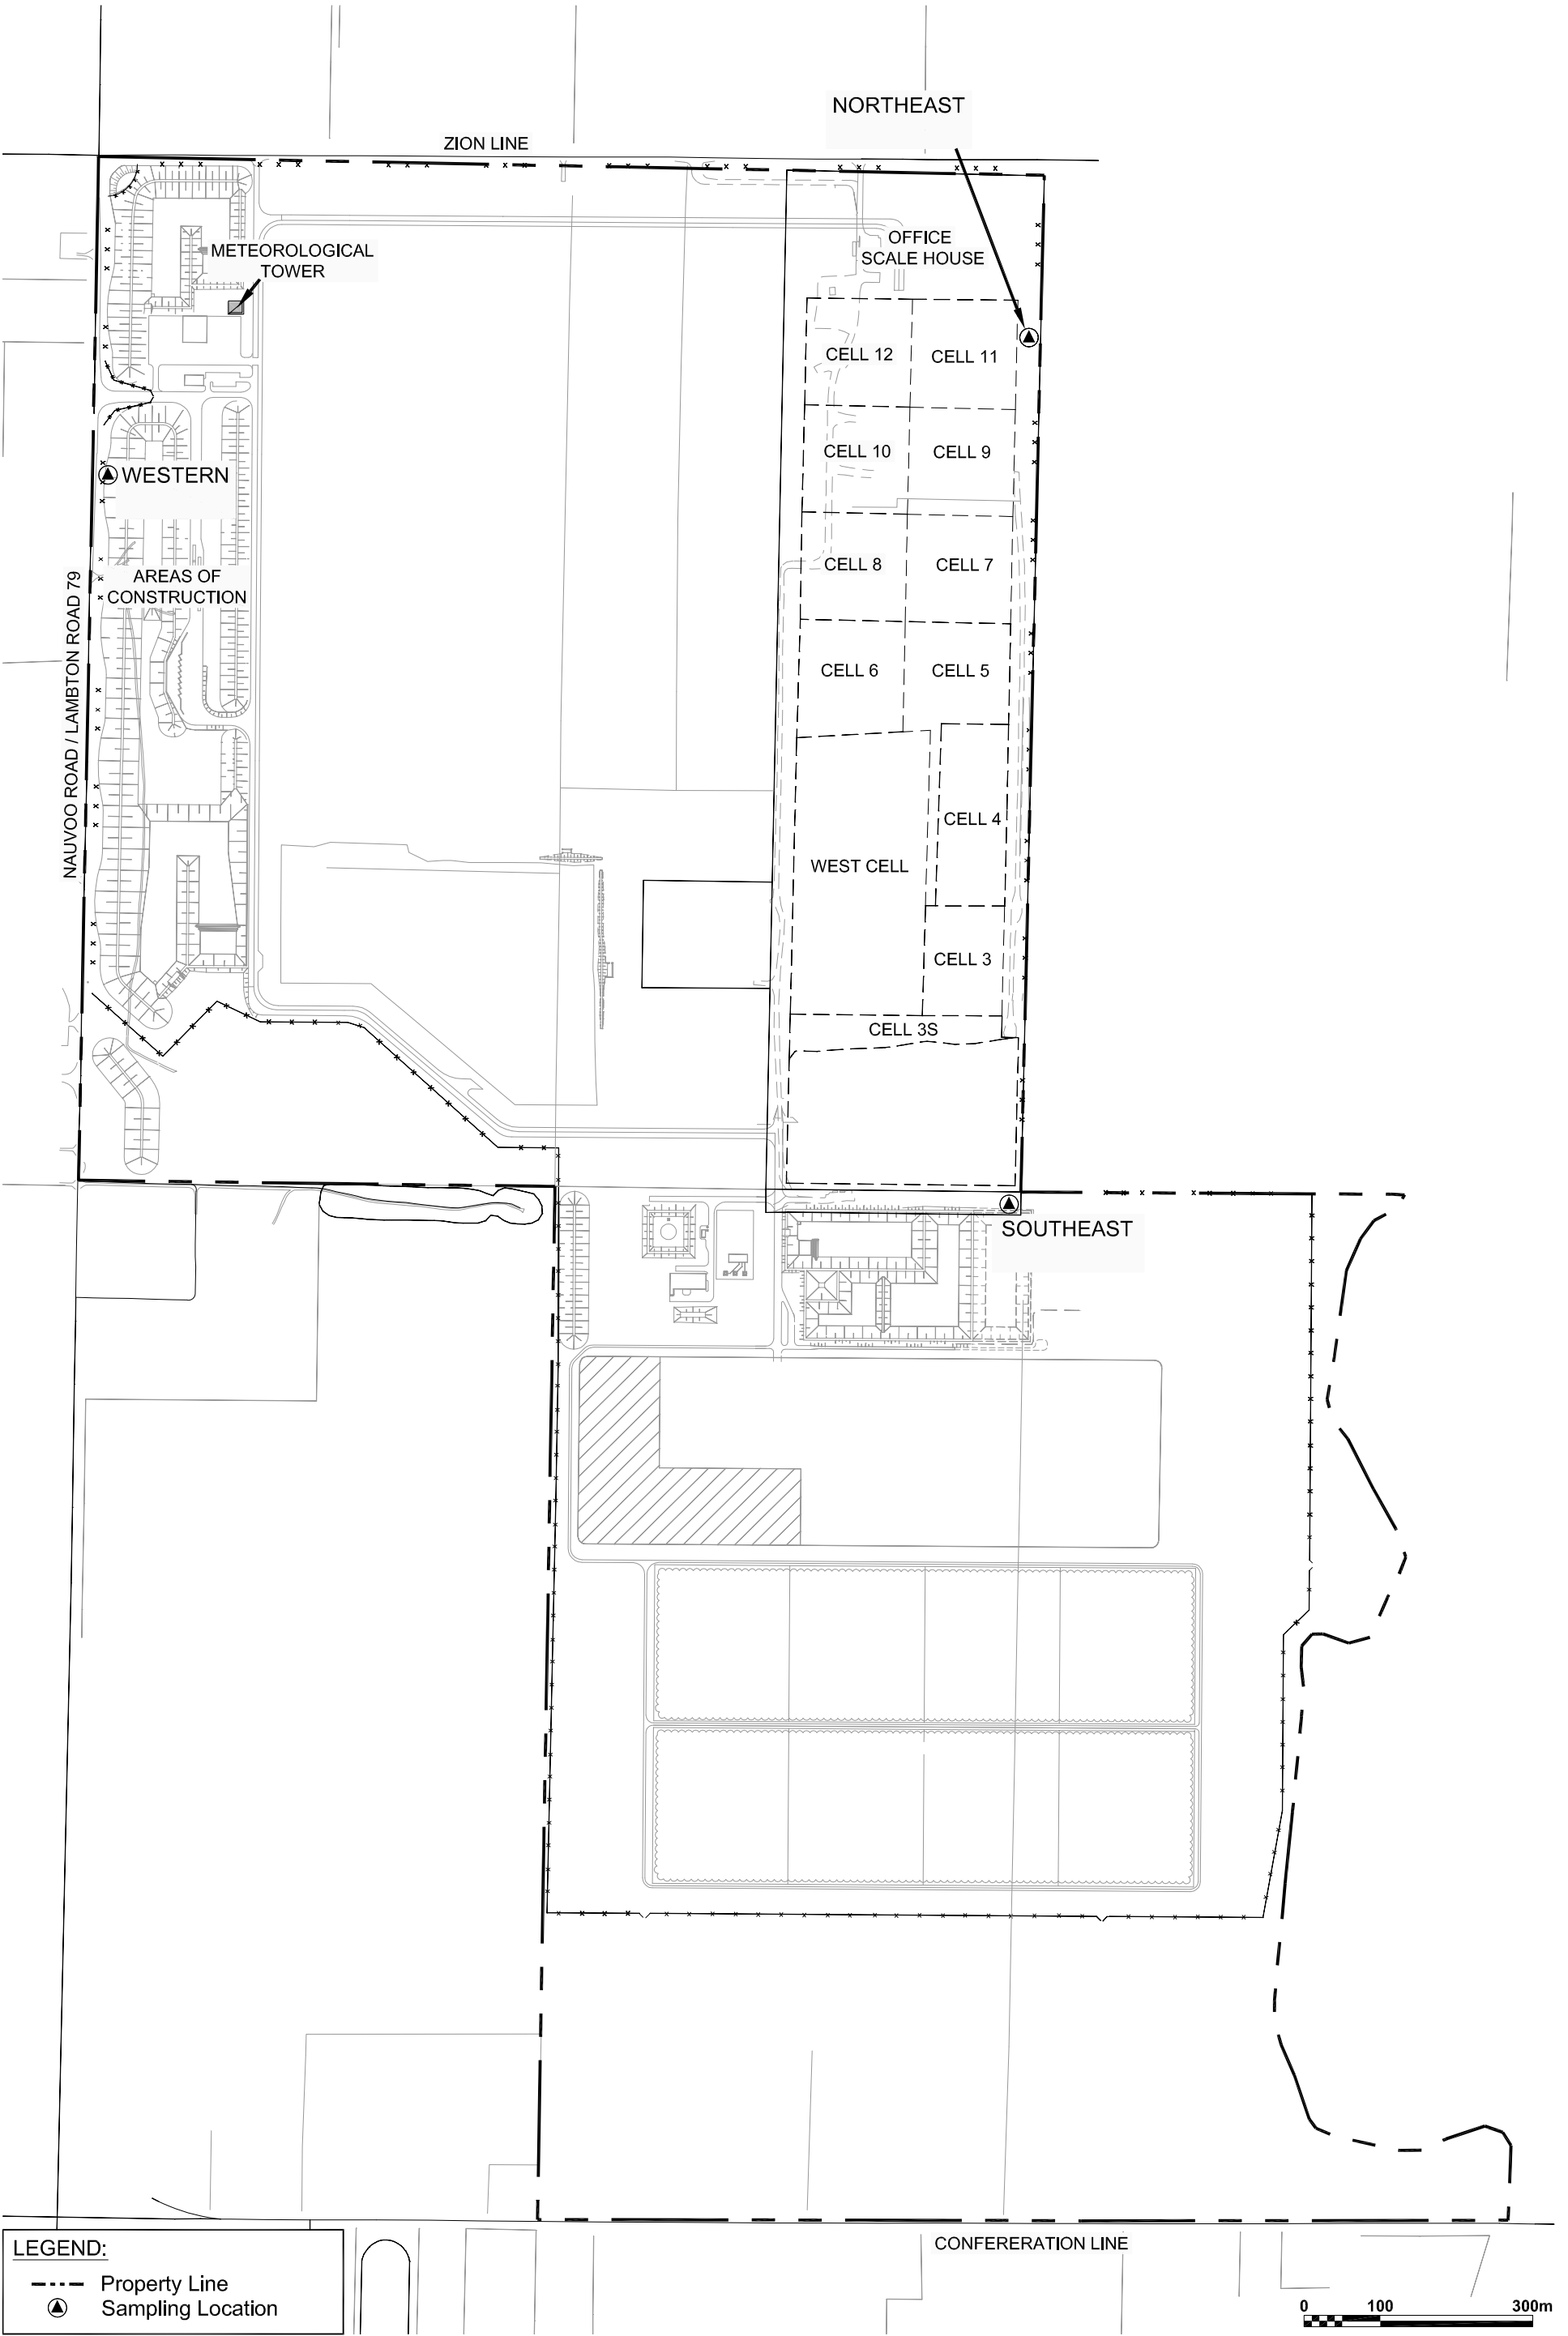 NORTHEAST
ZION LINE
OFFICE
SCALE HOUSE
METEOROLOGICAL
TOWER
CELL 12
CELL 11
CELL 10
CELL 9
WESTERN
CELL 8
CELL 7
AREAS OF
CONSTRUCTION
NAUVOO ROAD / LAMBTON ROAD 79
CELL 6
CELL 5
CELL 4
WEST CELL
CELL 3
CELL 3S
SOUTHEAST
CONFERERATION LINE
LEGEND:
Property Line
Sampling Location
0 100 300m